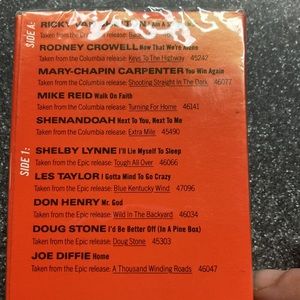 SIDE A:
RICKY VAN
Taken from the Columbia release:
RODNEY CROWELL Now That We're Alone
Taken from the Columbia release: Keys To The Highway 45242
MARY-CHAPIN CARPENTER You Win Again
Taken from the Columbia release: Shooting Straight In The Dark 46077
MIKE REID Walk On Faith
Taken from the Columbia release: Turning For Home 46141
SHENANDOAH Next To You, Next To Me
Taken from the Columbia release: Extra Mile 45490
SIDE 1:
SHELBY LYNNE I'll Lie Myself To Sleep
Taken from the Epic release: Tough All Over 46066
LES TAYLOR I Gotta Mind To Go Crazy
Taken from the Epic release: Blue Kentucky Wind 47096
DON HENRY Mr. God
Taken from the Epic release: Wild In The Backyard 46034
DOUG STONE I'd Be Better Off (In A Pine Box)
Taken from the Epic release: Doug Stone 45303
JOE DIFFIE Home
Taken from the Epic release: A Thousand Winding Roads 46047